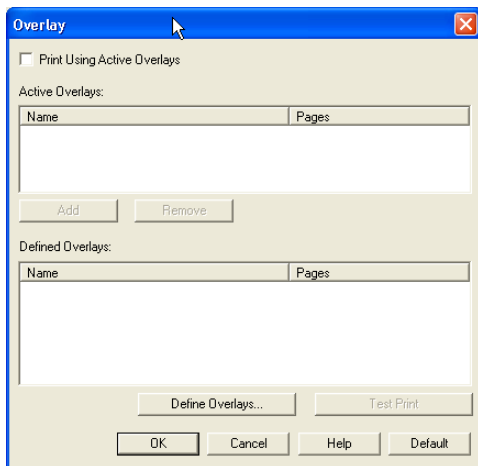 Overlay
Print Using Active Overlays
Active Overlays:
Name Pages
Add Remove
Defined Overlays:
Name Pages
Define Overlays... Test Print
OK Cancel Help Default